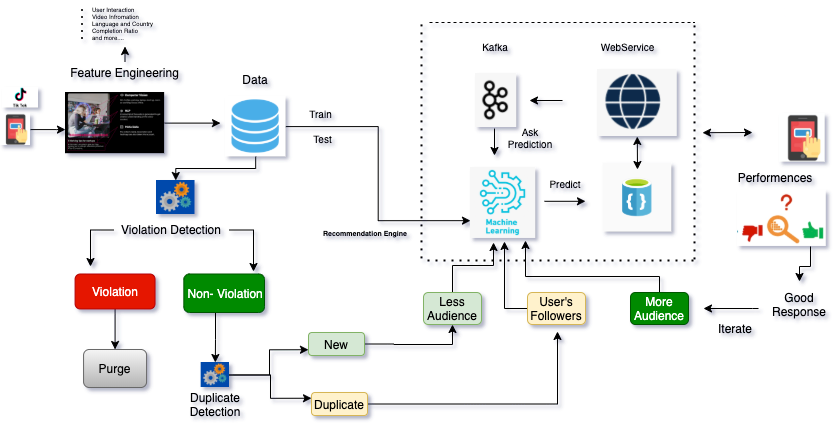 User Interaction
Video Infromation
Language and Country
Completion Ratio
and more....
Feature Engineering
Data
Kafka
WebService
Tik Tok
Train
Test
Ask
Prediction
Predict
Machine
Learning
Performences
Recommendation Engine
Violation Detection
Violation
Non- Violation
Less
Audience
User's
Followers
More
Audience
Good
Response
Iterate
New
Purge
Duplicate
Detection
Duplicate